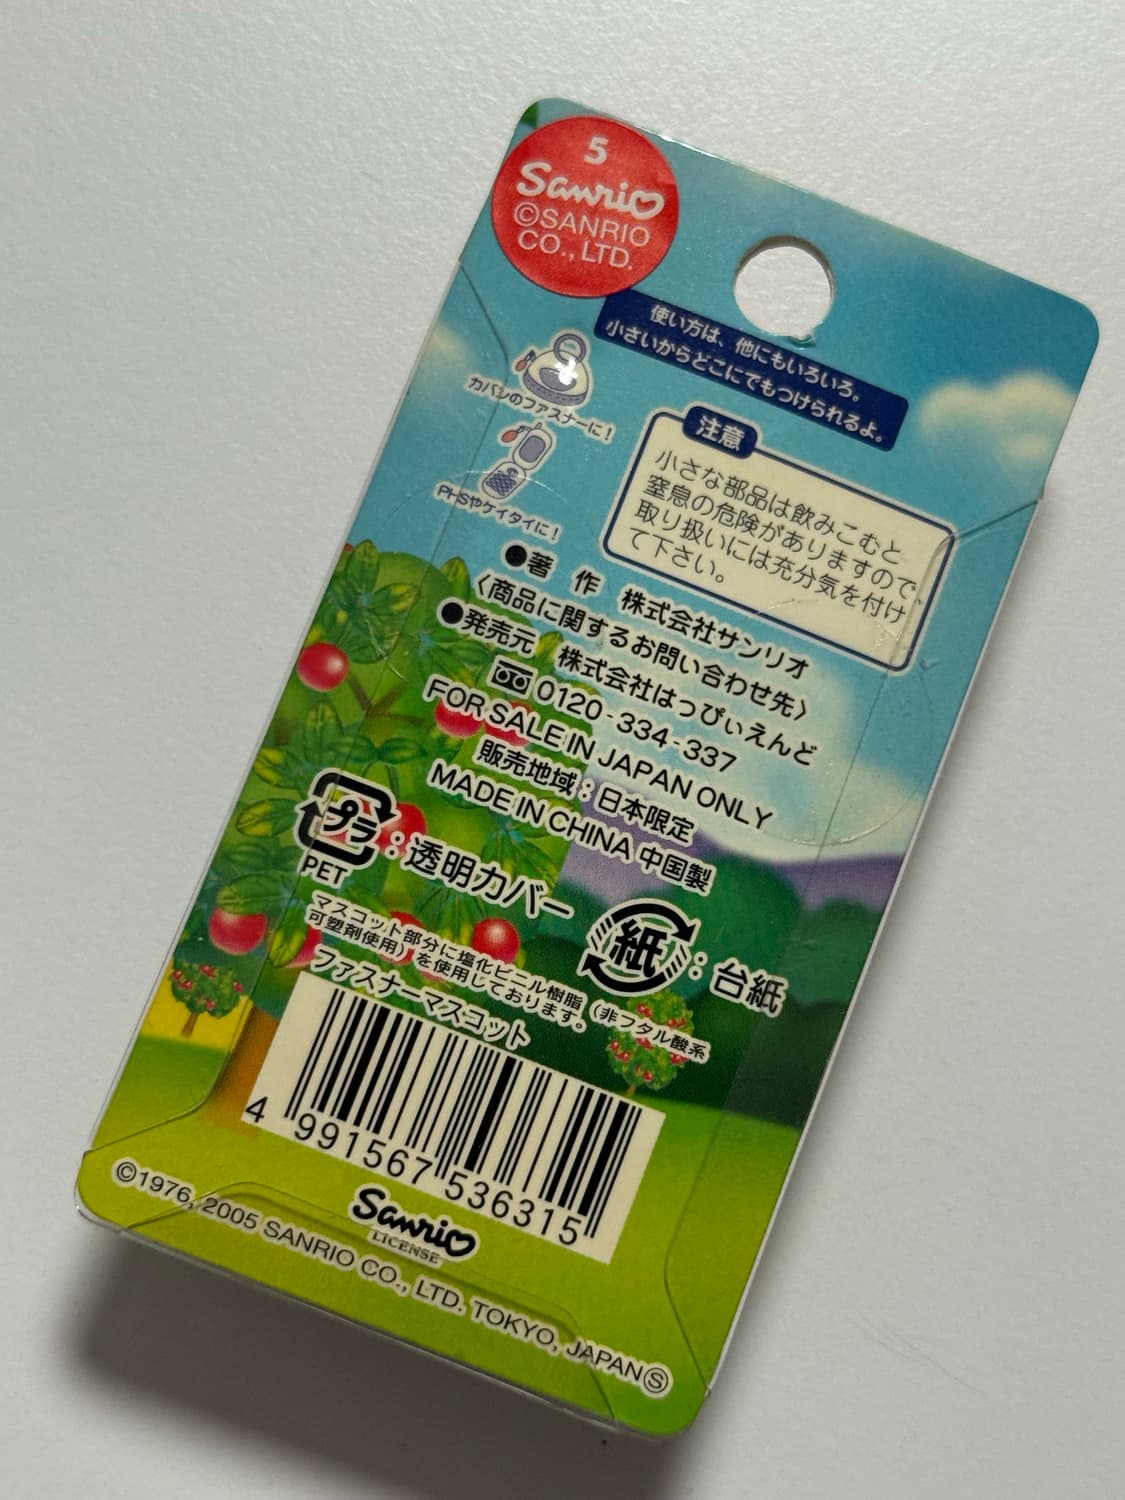 5
Sanrio
©SANRIO
CO., LTD.
使い方は、他にもいろいろ。
小さいからどこにでもつけられるよ。
カバンのファスナーに!
PHSやケイタイに!
注意
小さな部品は飲みこむと
窒息の危険がありますので、
取り扱いには充分気を付け
て下さい。
●著 作 株式会社サンリオ
〈商品に関するお問い合わせ先〉
●発売元 株式会社はっぴぃえんど
0120-334-337
FOR SALE IN JAPAN ONLY
販売地域:日本限定
MADE IN CHINA 中国製
プラ:透明カバー
PET
紙:台紙
マスコット部分に塩化ビニル樹脂(非フタル酸系
可塑剤使用)を使用しております。
ファスナーマスコット
4 991567 536315
Sanrio
LICENSE
©1976, 2005 SANRIO CO., LTD. TOKYO, JAPAN Ⓢ